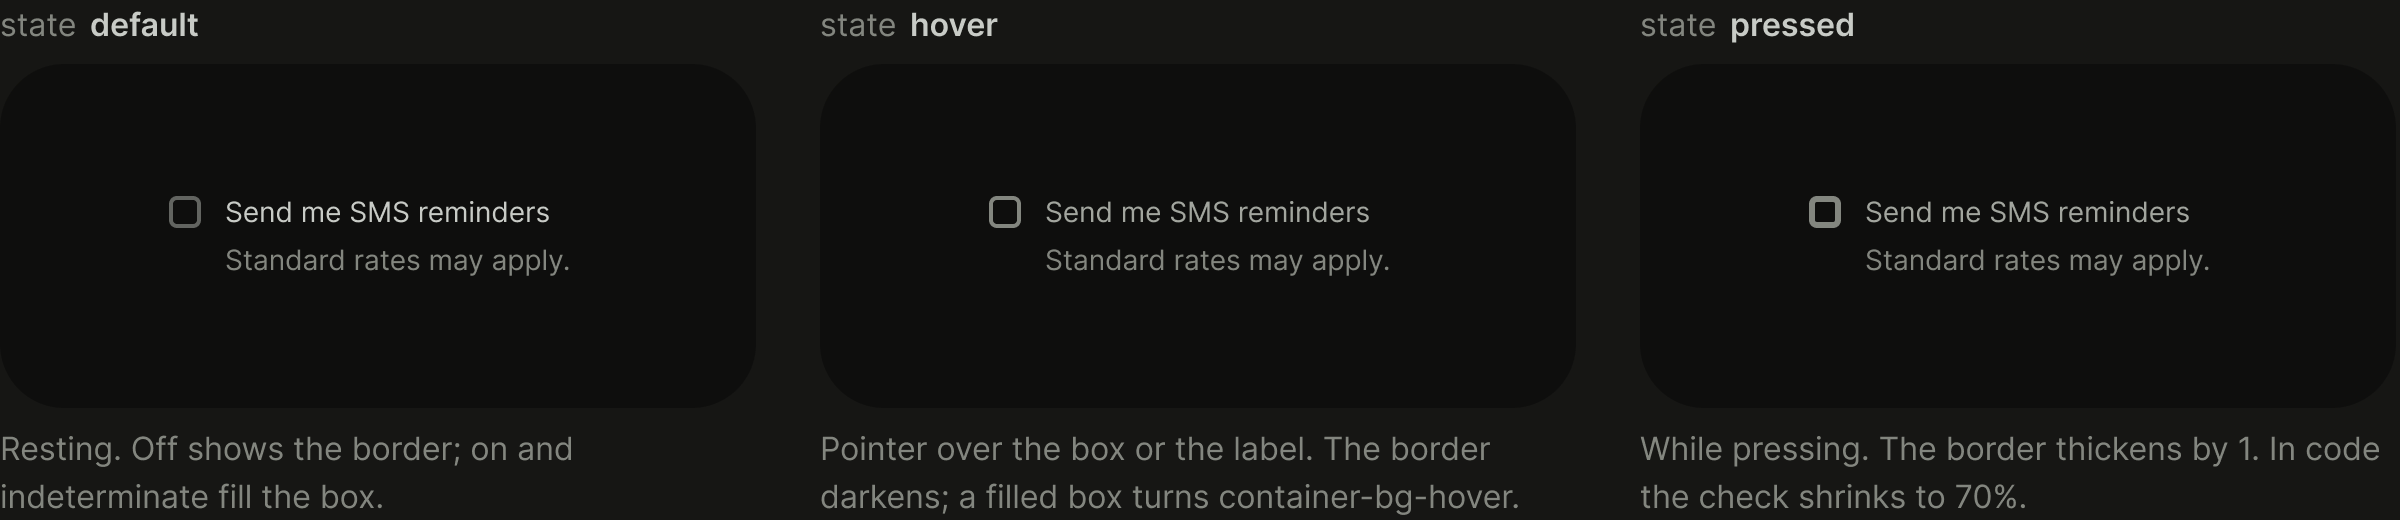 state default
Send me SMS reminders
Standard rates may apply.
Resting. Off shows the border; on and
indeterminate fill the box.
state hover
Send me SMS reminders
Standard rates may apply.
Pointer over the box or the label. The border
darkens; a filled box turns container-bg-hover.
state pressed
Send me SMS reminders
Standard rates may apply.
While pressing. The border thickens by 1. In code
the check shrinks to 70%.